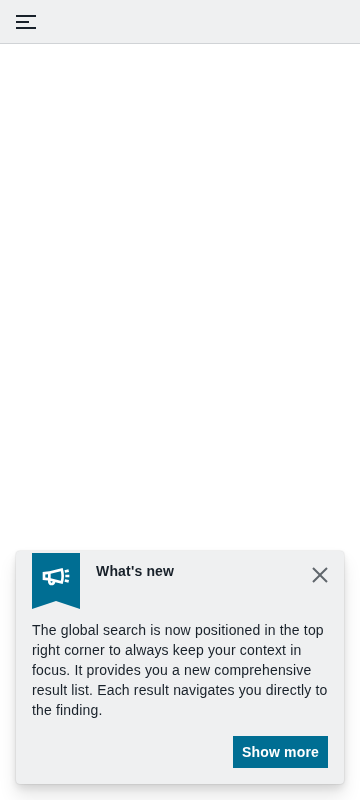 What's new
The global search is now positioned in the top
right corner to always keep your context in
focus. It provides you a new comprehensive
result list. Each result navigates you directly to
the finding.
Show more